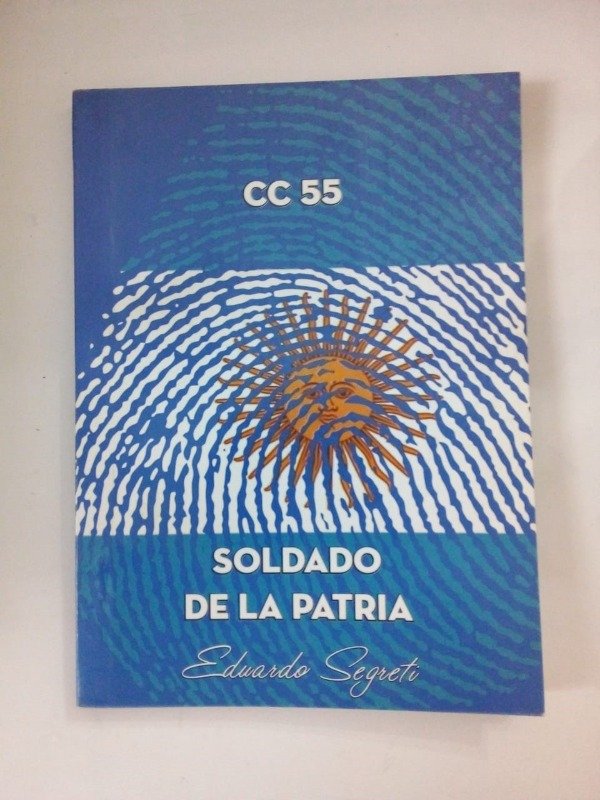 CC 55
SOLDADO
DE LA PATRIA
Eduardo Segreti